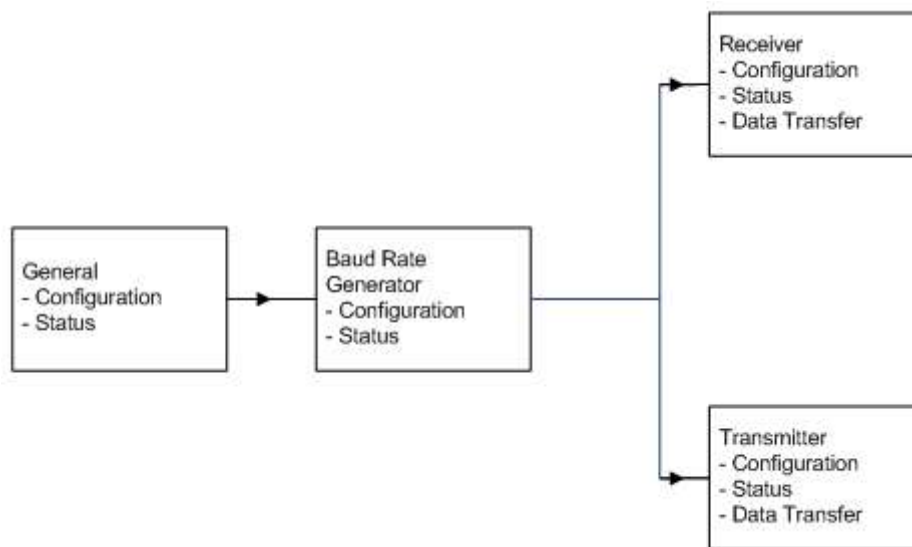 General
- Configuration
- Status
Baud Rate
Generator
- Configuration
- Status
Receiver
- Configuration
- Status
- Data Transfer
Transmitter
- Configuration
- Status
- Data Transfer